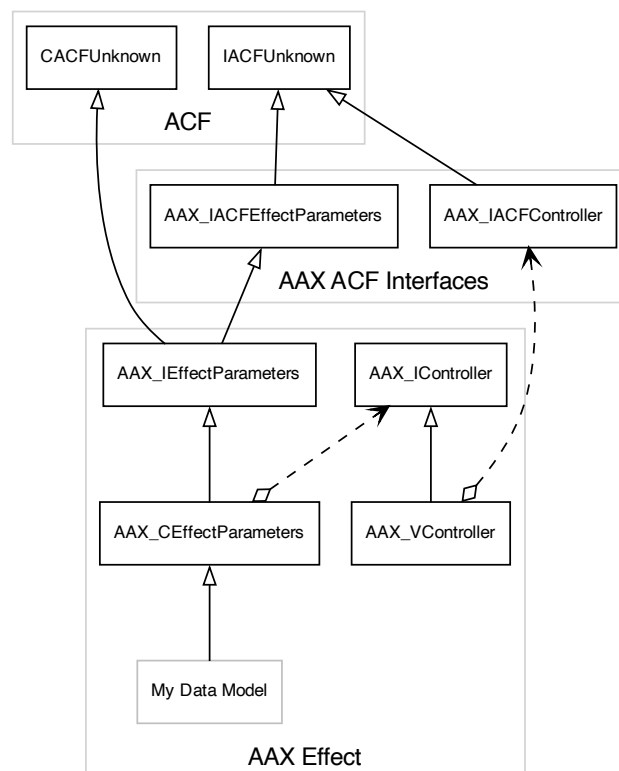 CACFUnknown
IACFUnknown
ACF
AAX_IACFEffectParameters
AAX_IACFController
AAX ACF Interfaces
AAX_IEffectParameters
AAX_IController
AAX_CEffectParameters
AAX_VController
My Data Model
AAX Effect